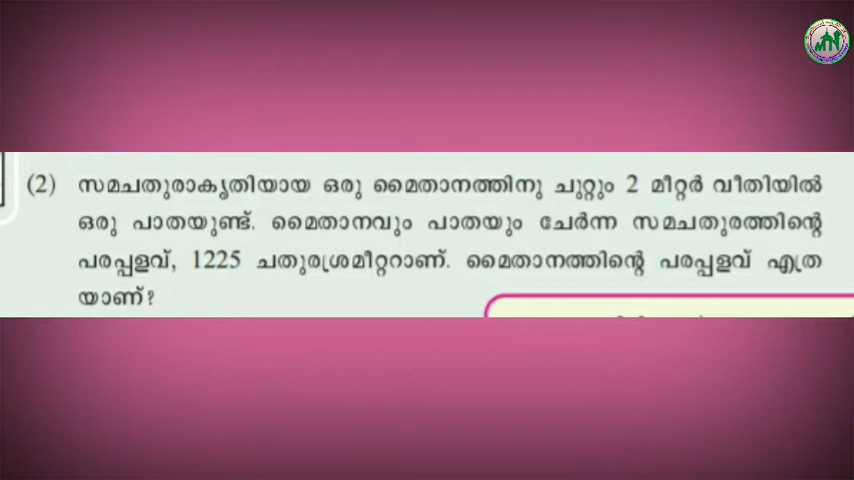 (2) സമചതുരാകൃതിയായ ഒരു മൈതാനത്തിനു ചുറ്റും 2 മീറ്റർ വീതിയിൽ
ഒരു പാതയുണ്ട്. മൈതാനവും പാതയും ചേർന്ന സമചതുരത്തിന്റെ
പരപ്പളവ്, 1225 ചതുരശ്രമീറ്ററാണ്. മൈതാനത്തിന്റെ പരപ്പളവ് എത്ര
യാണ്?